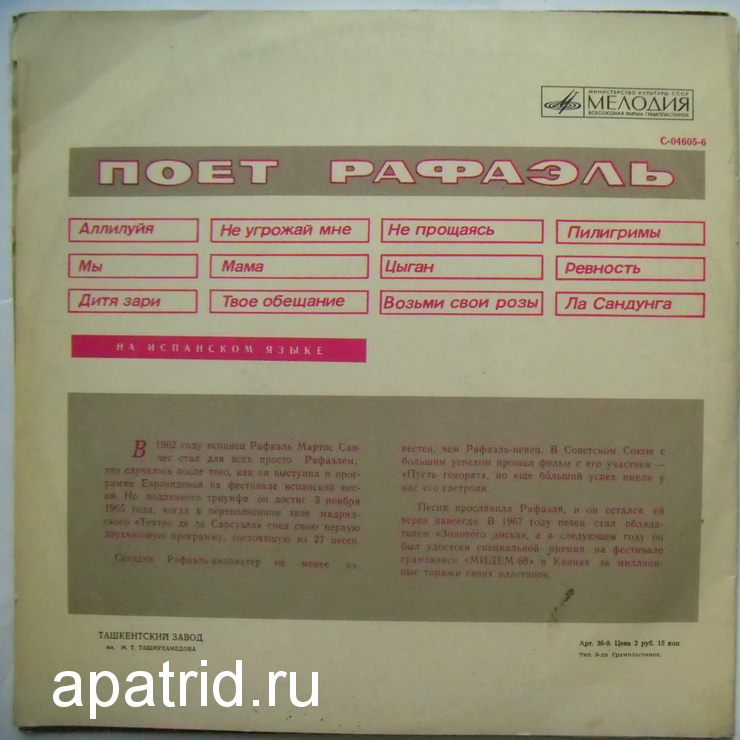 МИНИСТЕРСТВО КУЛЬТУРЫ СССР
МЕЛОДИЯ
ВСЕСОЮЗНАЯ ФИРМА ГРАМПЛАСТИНОК
С-04605-6
ПОЕТ РАФАЭЛЬ
Аллилуйя
Не угрожай мне
Не прощаясь
Пилигримы
Мы
Мама
Цыган
Ревность
Дитя зари
Твое обещание
Возьми свои розы
Ла Сандунга
НА ИСПАНСКОМ ЯЗЫКЕ
В 1962 году испанец Рафаэль Мартос Сан-
чес стал для всех просто Рафаэлем,
это случилось после того, как он выступил в прог-
рамме Евровидения на фестивале испанской пес-
ни. Но подлинного триумфа он достиг 3 ноября
1965 года, когда в переполненном зале мадрид-
ского «Театро де ла Сарсуэла» спел свою первую
двухчасовую программу, состоявшую из 27 песен.
Сегодня Рафаэль-киноактер не менее из-
вестен, чем Рафаэль-певец. В Советском Союзе с
большим успехом прошел фильм с его участием —
«Пусть говорят», но еще бо́льший успех имели у
нас его гастроли.
Песня прославила Рафаэля, и он остался ей
верен навсегда. В 1967 году певец стал облада-
телем «Золотого диска», а в следующем году он
был удостоен специальной премии на фестивале
грамзаписи «МИДЕМ-68» в Каннах за миллион-
ные тиражи своих пластинок.
ТАШКЕНТСКИЙ ЗАВОД
им. М. Т. ТАШМУХАМЕДОВА
Арт. 36-9. Цена 2 руб. 15 коп
Тип. З-да Грампластинок.
apatrid.ru